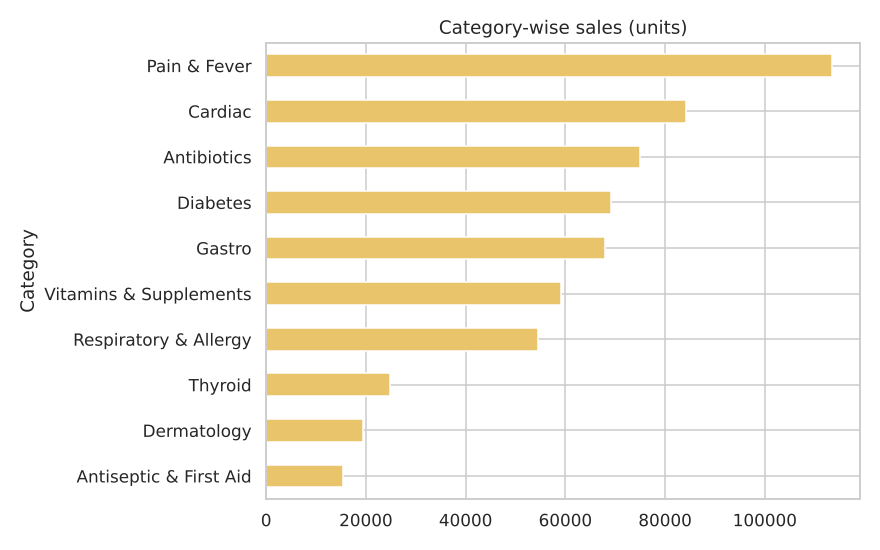 Category-wise sales (units)
Category
Pain & Fever
Cardiac
Antibiotics
Diabetes
Gastro
Vitamins & Supplements
Respiratory & Allergy
Thyroid
Dermatology
Antiseptic & First Aid
0 20000 40000 60000 80000 100000